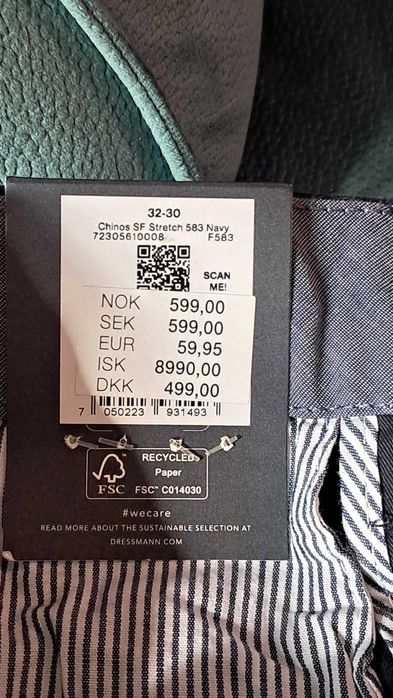 32-30
Chinos SF Stretch 583 Navy
72305610008 F583
SCAN
ME!
NOK 599,00
SEK 599,00
EUR 59,95
ISK 8990,00
DKK 499,00
7 050223 931493
RECYCLED
Paper
FSC FSC™ C014030
#wecare
READ MORE ABOUT THE SUSTAINABLE SELECTION AT
DRESSMANN.COM